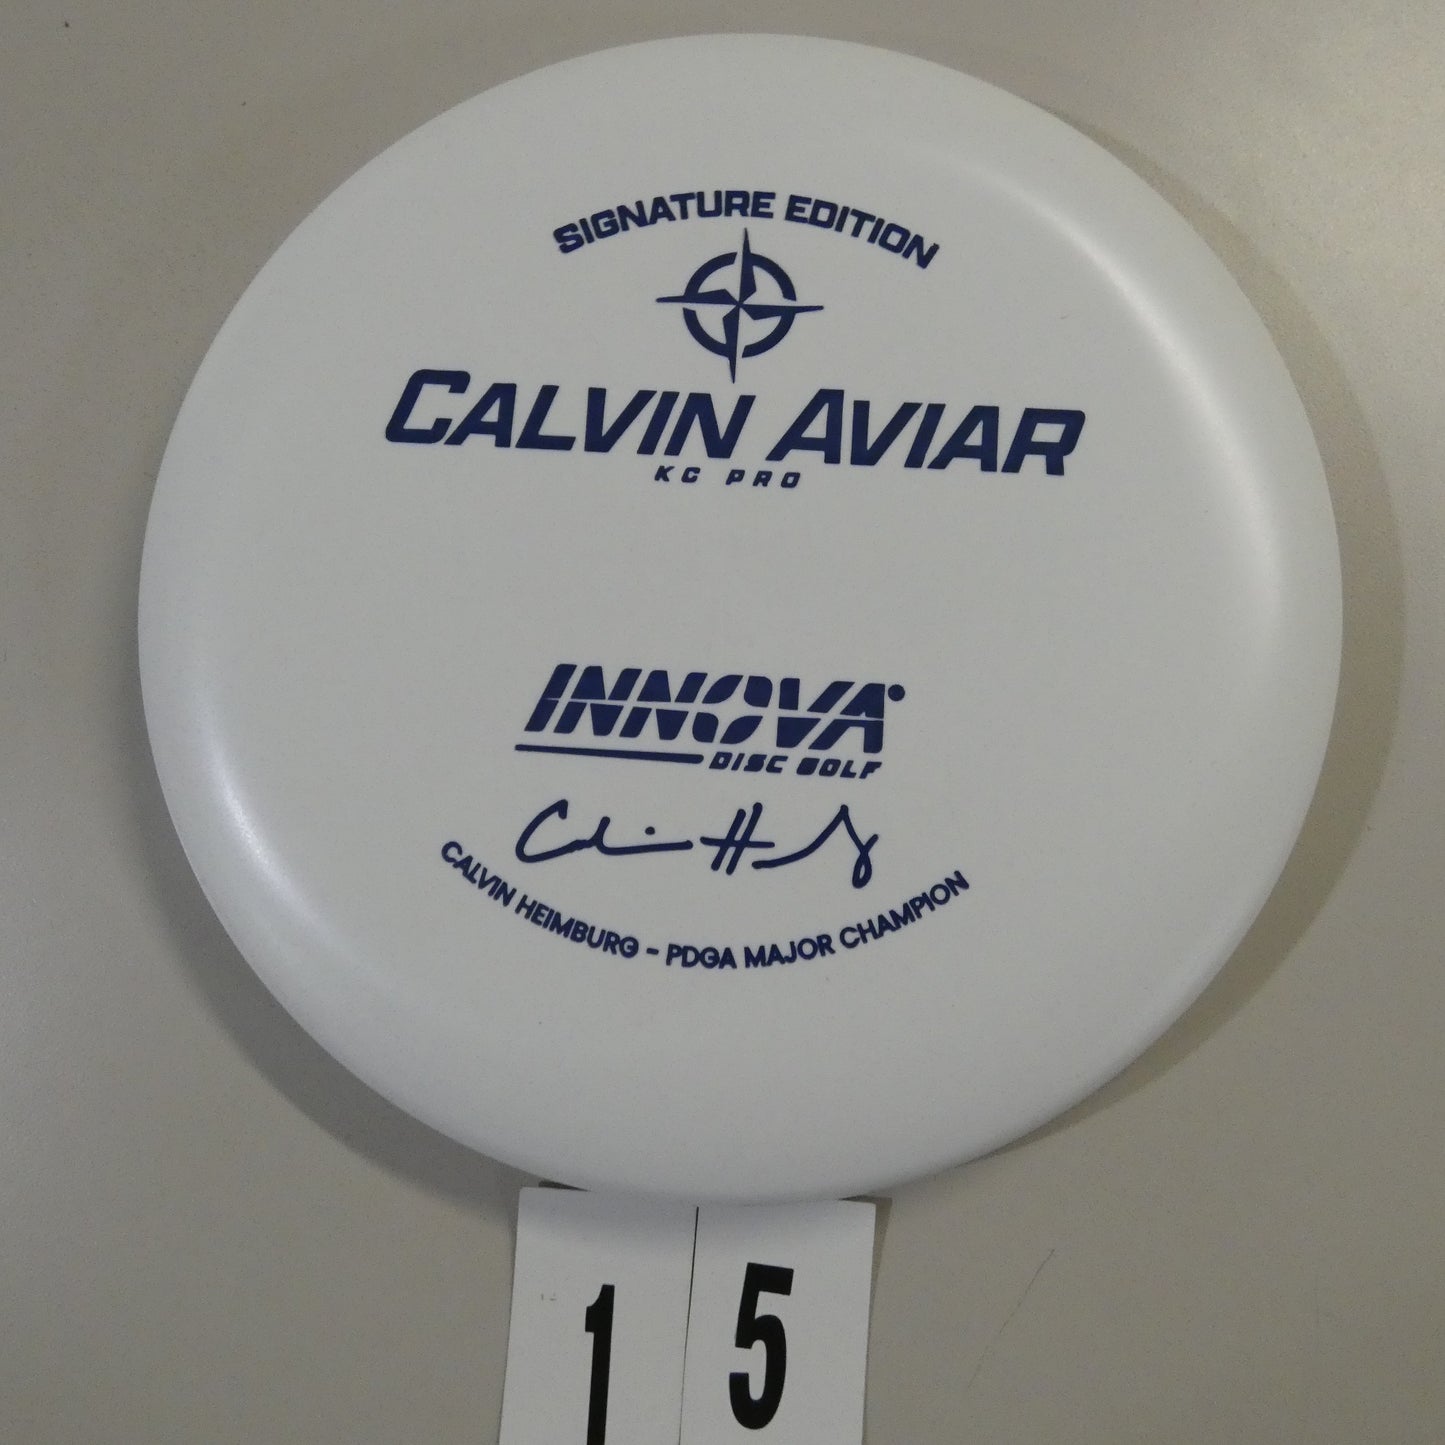 SIGNATURE EDITION
CALVIN AVIAR
KC PRO
INNOVA
DISC GOLF
CALVIN HEIMBURG - PDGA MAJOR CHAMPION
1 5